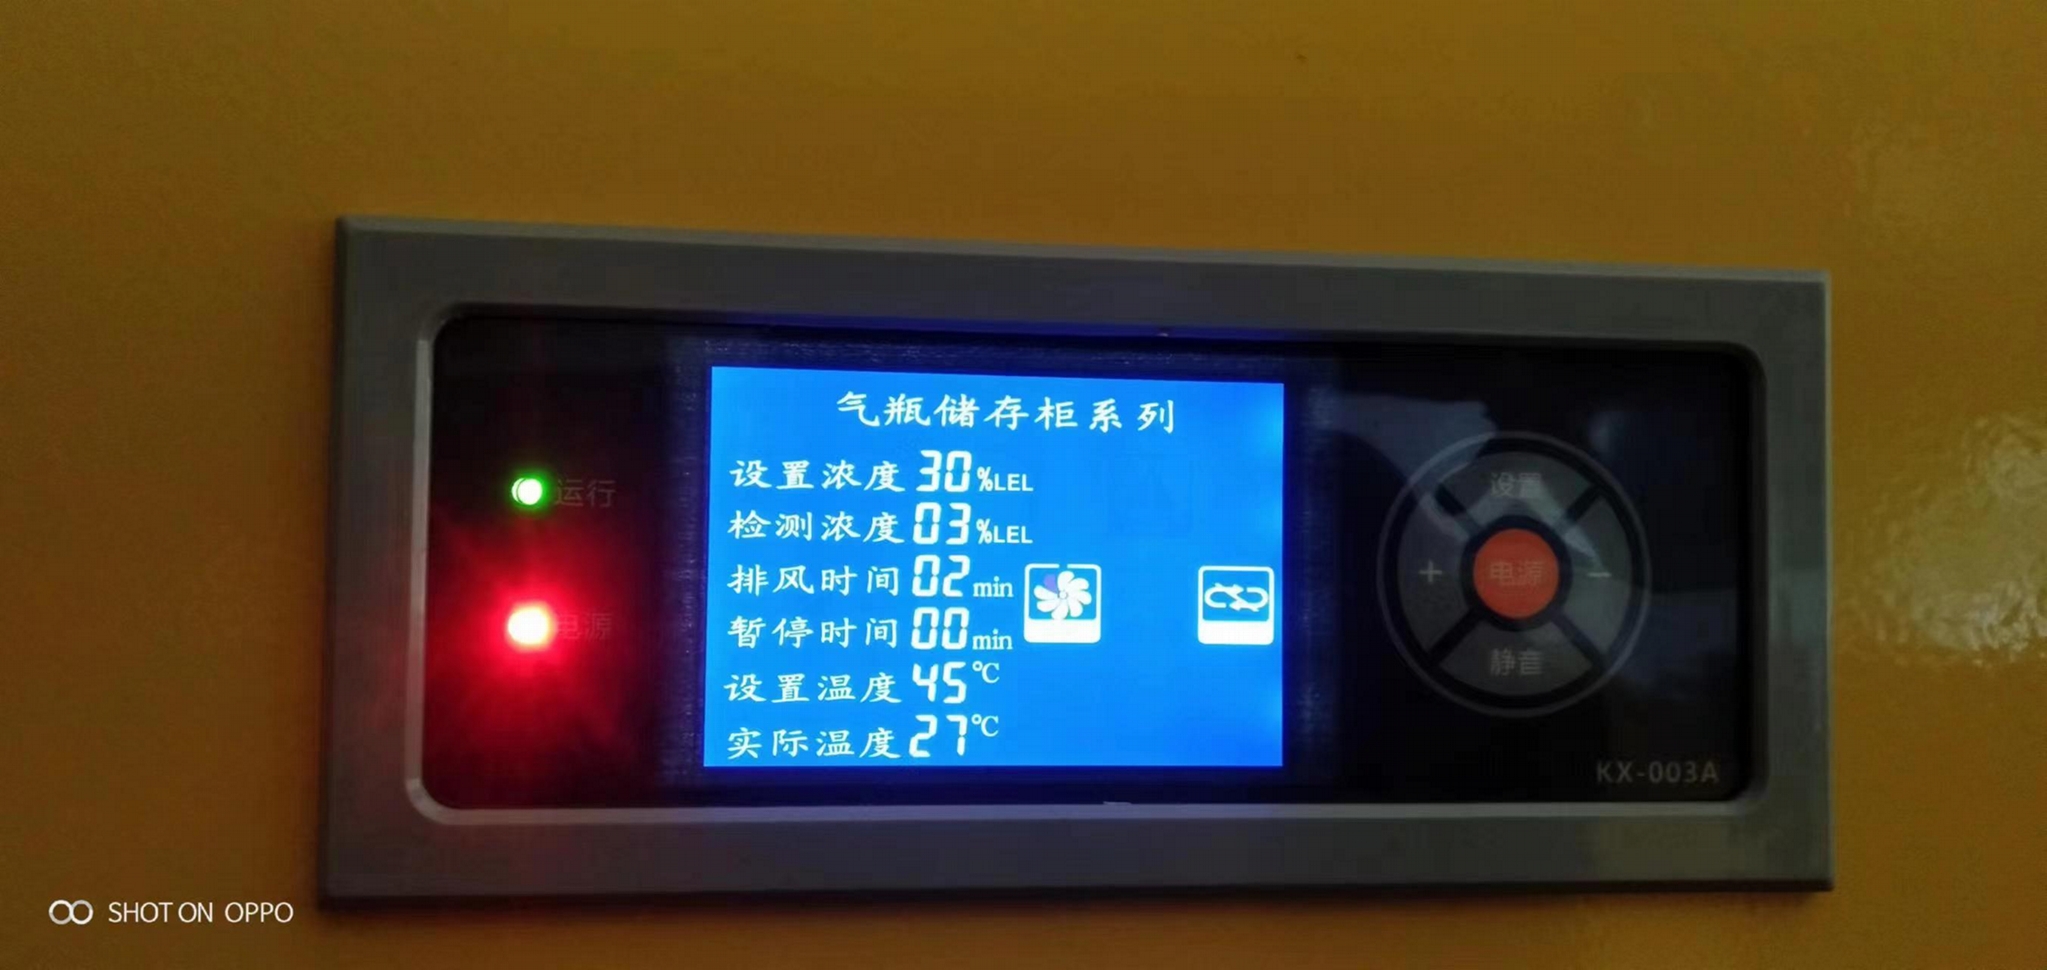 气瓶储存柜系列
设置浓度 30 %LEL
检测浓度 03 %LEL
排风时间 02 min
暂停时间 00 min
设置温度 45 ℃
实际温度 27 ℃
运行
电源
设置
+ 电源 −
静音
KX-003A
SHOT ON OPPO